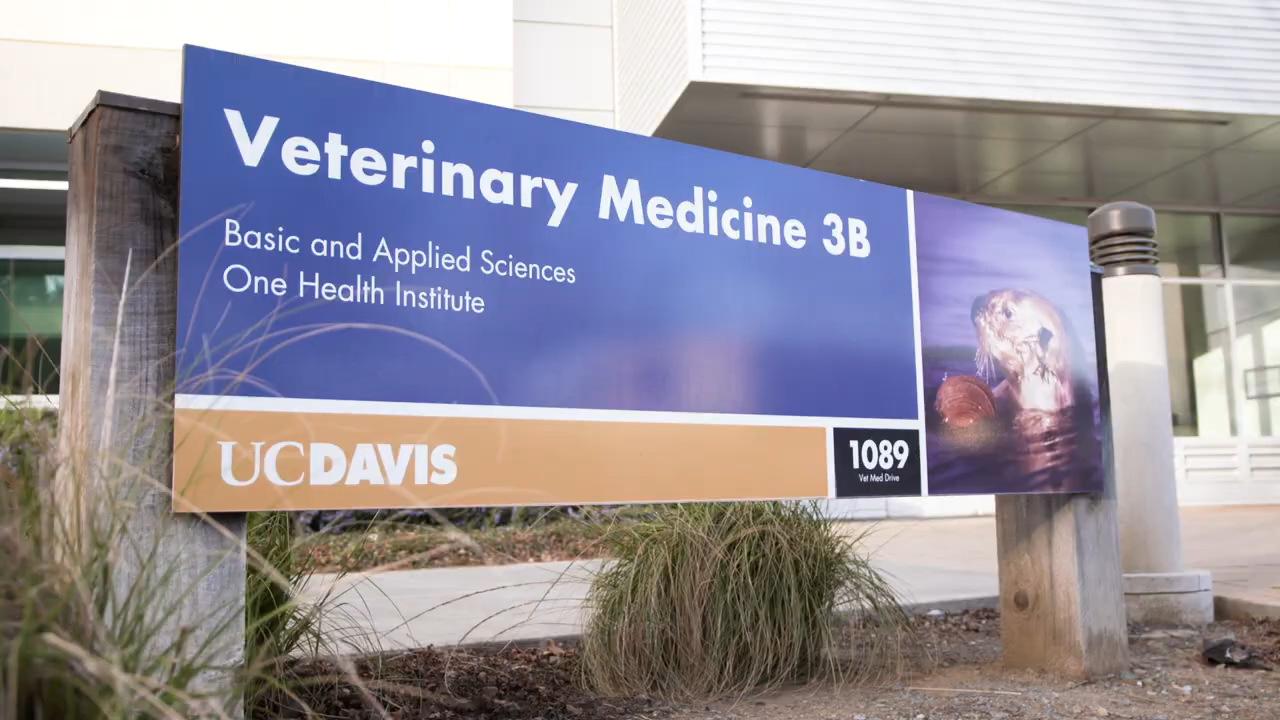 Veterinary Medicine 3B
Basic and Applied Sciences
One Health Institute
UCDAVIS
1089
Vet Med Drive